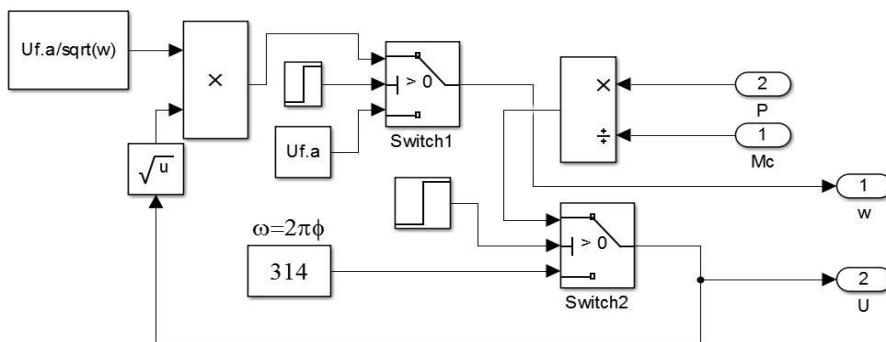 Uf.a/sqrt(w)
×
√u
> 0
Switch1
Uf.a
×
÷
2
P
1
Mc
1
w
ω=2πϕ
314
> 0
Switch2
2
U